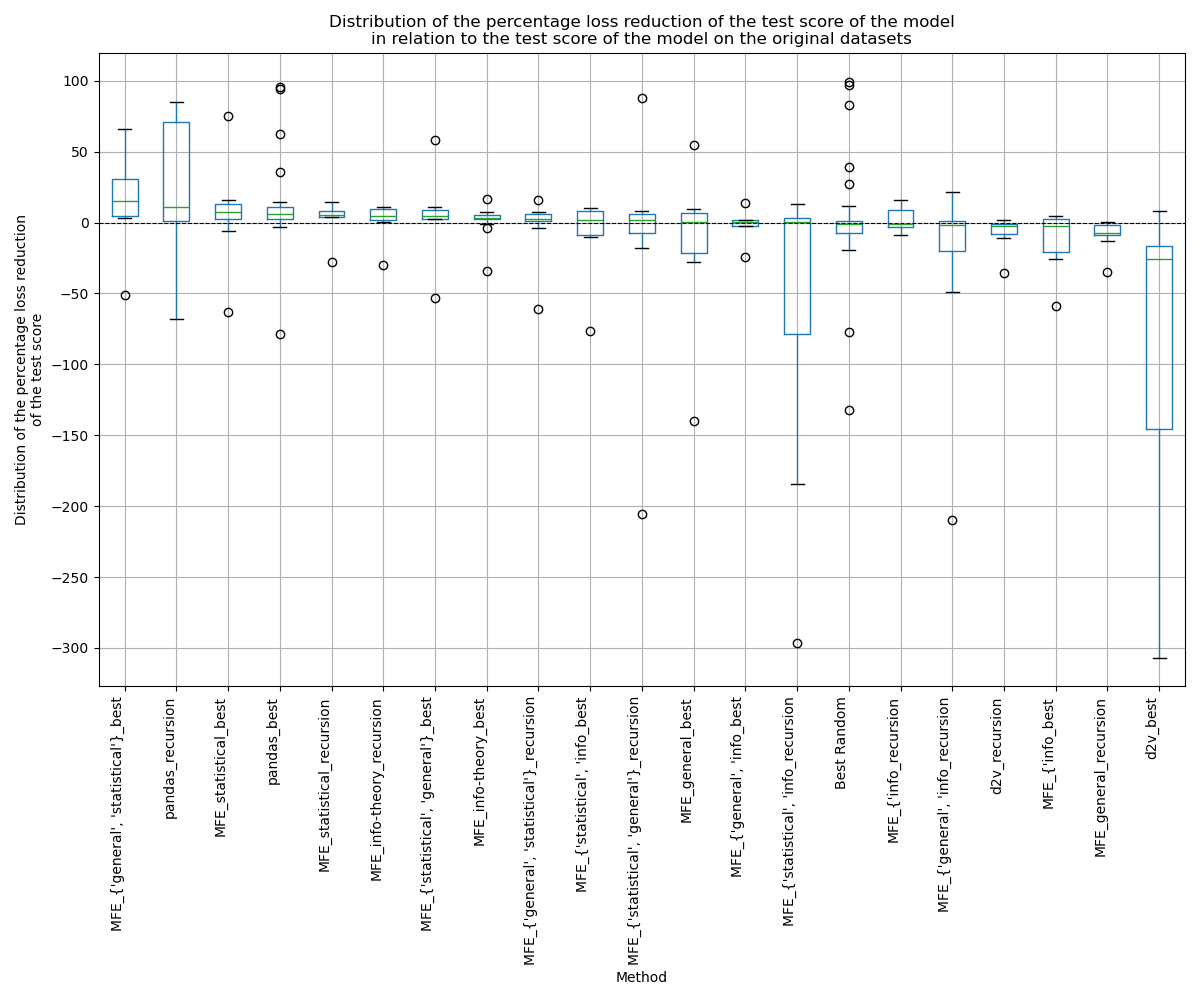 Distribution of the percentage loss reduction of the test score of the model
in relation to the test score of the model on the original datasets
Distribution of the percentage loss reduction
of the test score
100
50
0
−50
−100
−150
−200
−250
−300
MFE_{'general', 'statistical'}_best
pandas_recursion
MFE_statistical_best
pandas_best
MFE_statistical_recursion
MFE_info-theory_recursion
MFE_{'statistical', 'general'}_best
MFE_info-theory_best
MFE_{'general', 'statistical'}_recursion
MFE_{'statistical', 'info_best
MFE_{'statistical', 'general'}_recursion
MFE_general_best
MFE_{'general', 'info_best
MFE_{'statistical', 'info_recursion
Best Random
MFE_{'info_recursion
MFE_{'general', 'info_recursion
d2v_recursion
MFE_{'info_best
MFE_general_recursion
d2v_best
Method